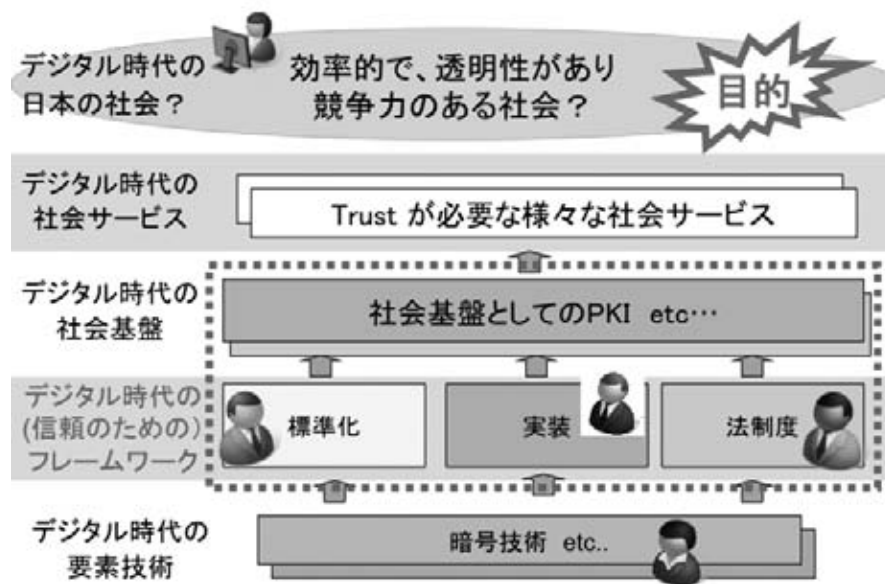 デジタル時代の
日本の社会？
効率的で、透明性があり
競争力のある社会？
目的
デジタル時代の
社会サービス
Trust が必要な様々な社会サービス
デジタル時代の
社会基盤
社会基盤としてのPKI etc…
デジタル時代の
(信頼のための)
フレームワーク
標準化
実装
法制度
デジタル時代の
要素技術
暗号技術 etc..